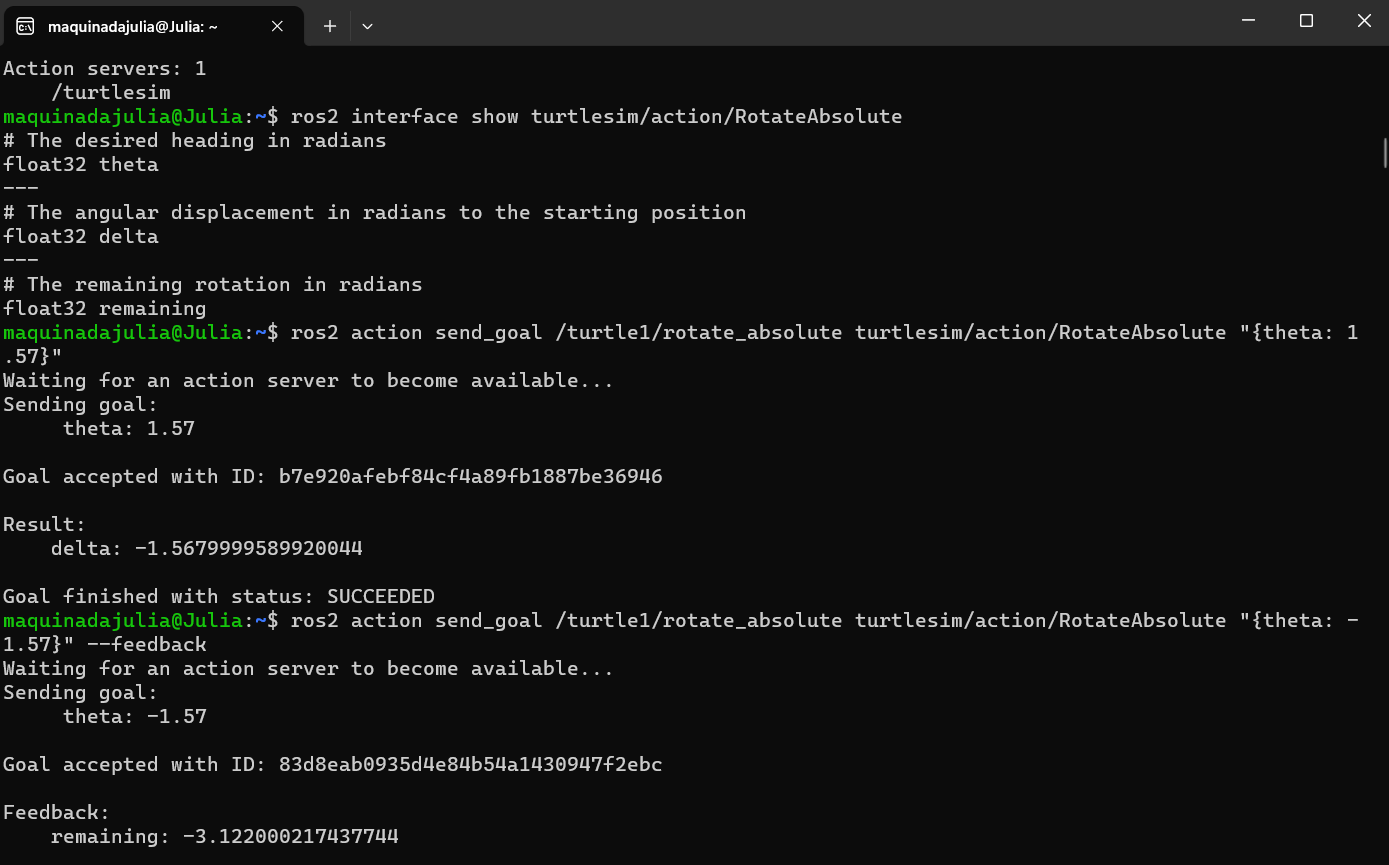 maquinadajulia@Julia: ~
Action servers: 1
    /turtlesim
maquinadajulia@Julia:~$ ros2 interface show turtlesim/action/RotateAbsolute
# The desired heading in radians
float32 theta
---
# The angular displacement in radians to the starting position
float32 delta
---
# The remaining rotation in radians
float32 remaining
maquinadajulia@Julia:~$ ros2 action send_goal /turtle1/rotate_absolute turtlesim/action/RotateAbsolute "{theta: 1
.57}"
Waiting for an action server to become available...
Sending goal:
     theta: 1.57

Goal accepted with ID: b7e920afebf84cf4a89fb1887be36946

Result:
    delta: -1.5679999589920044

Goal finished with status: SUCCEEDED
maquinadajulia@Julia:~$ ros2 action send_goal /turtle1/rotate_absolute turtlesim/action/RotateAbsolute "{theta: -
1.57}" --feedback
Waiting for an action server to become available...
Sending goal:
     theta: -1.57

Goal accepted with ID: 83d8eab0935d4e84b54a1430947f2ebc

Feedback:
    remaining: -3.122000217437744